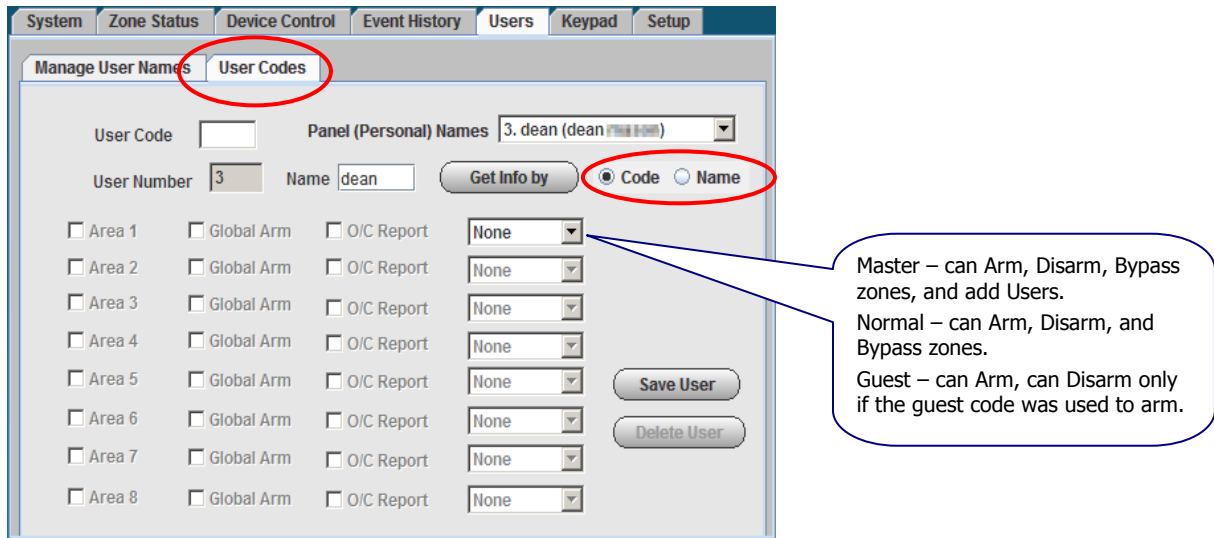 System Zone Status Device Control Event History Users Keypad Setup
Manage User Names User Codes
User Code Panel (Personal) Names 3. dean (dean )
User Number 3 Name dean Get Info by Code Name
Area 1 Global Arm O/C Report None
Area 2 Global Arm O/C Report None
Area 3 Global Arm O/C Report None
Area 4 Global Arm O/C Report None
Area 5 Global Arm O/C Report None
Save User
Area 6 Global Arm O/C Report None
Delete User
Area 7 Global Arm O/C Report None
Area 8 Global Arm O/C Report None
Master – can Arm, Disarm, Bypass
zones, and add Users.
Normal – can Arm, Disarm, and
Bypass zones.
Guest – can Arm, can Disarm only
if the guest code was used to arm.